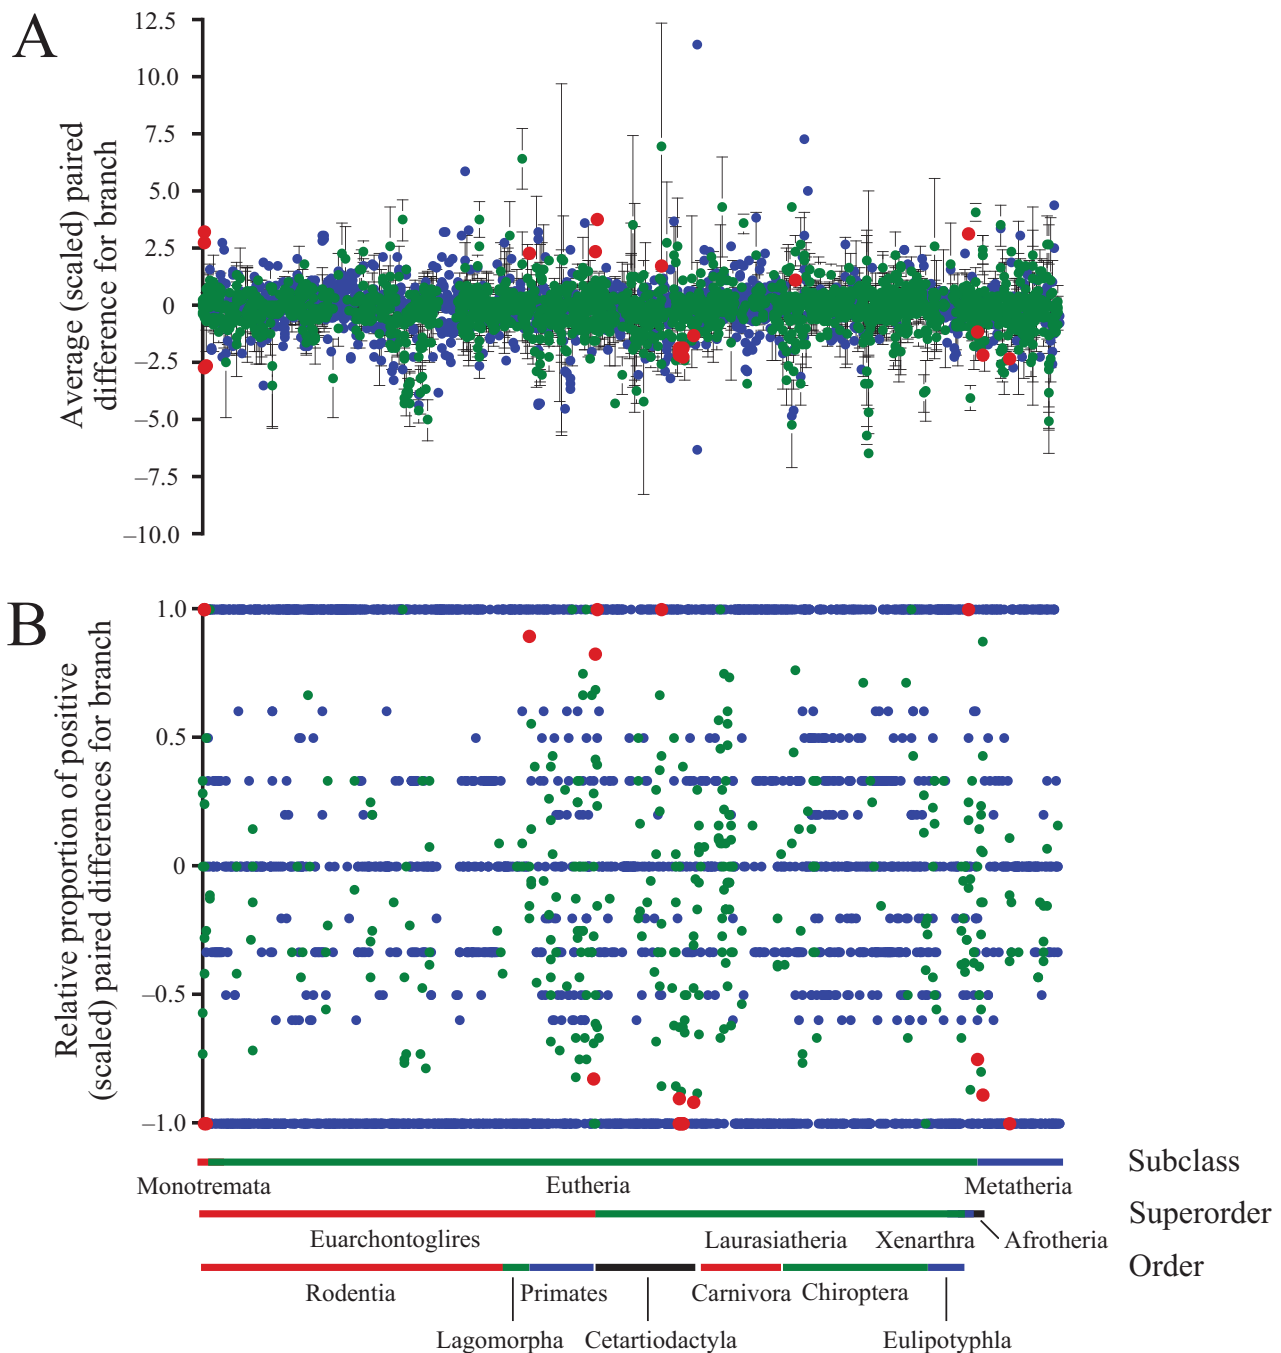 A
12.5
10.0
7.5
5.0
2.5
0
–2.5
–5.0
–7.5
–10.0
Average (scaled) paired
difference for branch
B
1.0
0.5
0
–0.5
–1.0
Relative proportion of positive
(scaled) paired differences for branch
Subclass
Monotremata Eutheria Metatheria
Superorder
Euarchontoglires Laurasiatheria Xenarthra Afrotheria
Order
Rodentia Primates Carnivora Chiroptera
Lagomorpha Cetartiodactyla Eulipotyphla